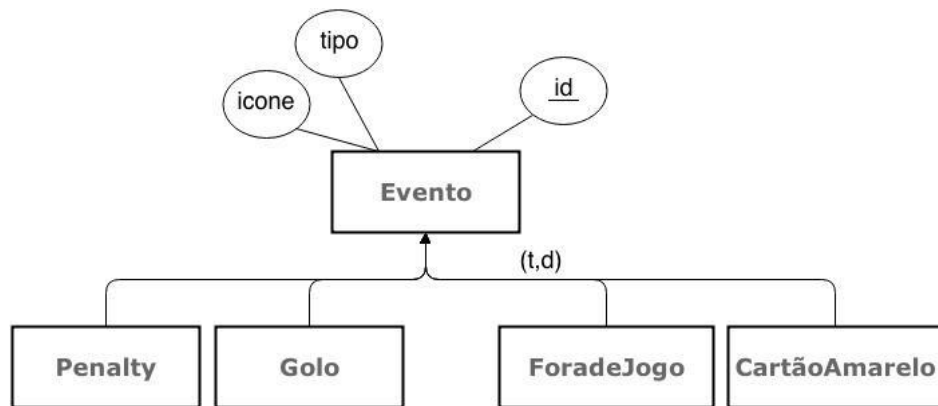 tipo
icone
id
Evento
(t,d)
Penalty
Golo
ForadeJogo
CartãoAmarelo